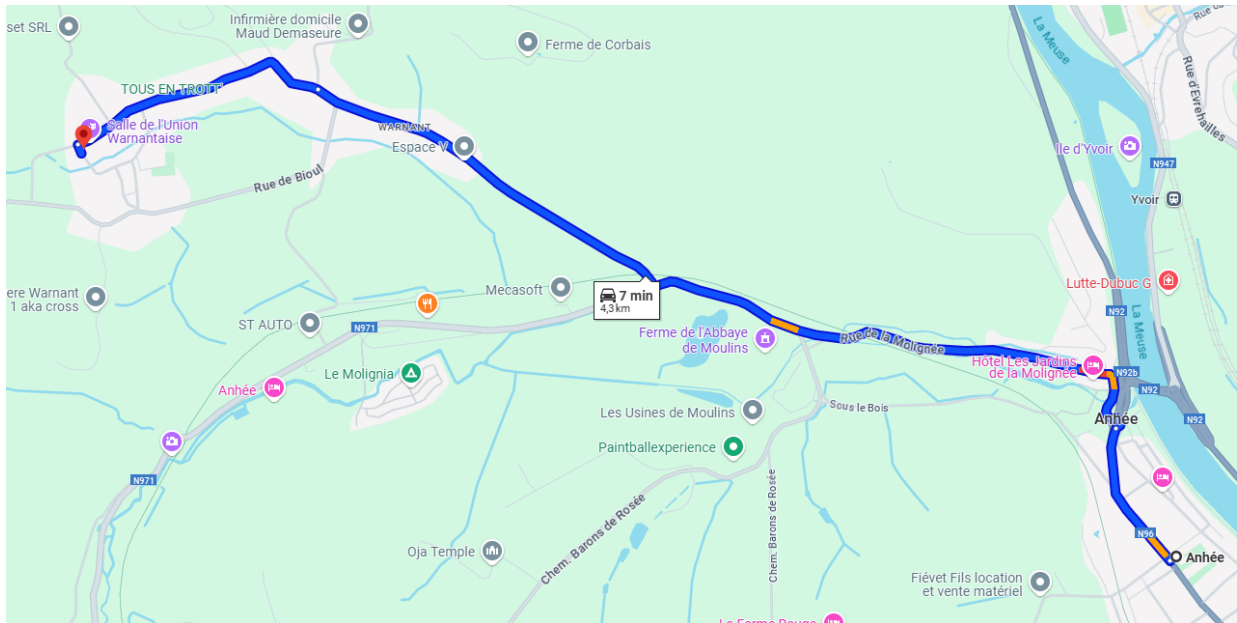 set SRL
Infirmière domicile
Maud Demaseure
Ferme de Corbais
La Meuse
Rue d'Evrehailles
TOUS EN TROTT'
Salle de l'Union
Warnantaise
WARNANT
Espace V
Île d'Yvoir
N947
Rue de Bioul
Yvoir
ere Warnant
1 aka cross
Mecasoft
7 min
4,3 km
Lutte-Dubuc G
N92
La Meuse
ST AUTO
N971
Ferme de l'Abbaye
de Moulins
Rue de la Molignée
Hôtel Les Jardins
de la Molignée
N92b
N92
Le Molignia
Anhée
Les Usines de Moulins
Sous le Bois
Anhée
N92
Paintballexperience
N971
Chem. Barons de Rosée
Chem. Barons de Rosée
N96
Oja Temple
Anhée
Fiévet Fils location
et vente matériel